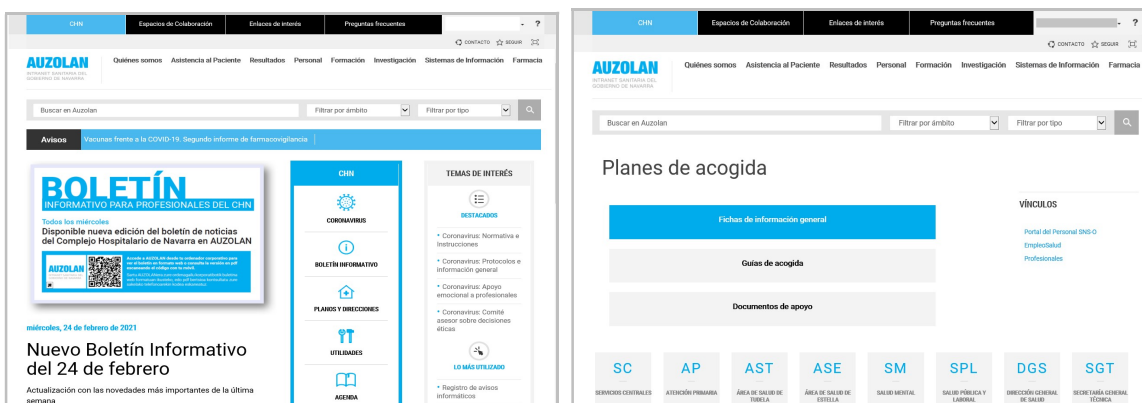 CHN Espacios de Colaboración Enlaces de interés Preguntas frecuentes ?
CONTACTO SEGUIR
AUZOLAN
INTRANET SANITARIA DEL
GOBIERNO DE NAVARRA
Quiénes somos Asistencia al Paciente Resultados Personal Formación Investigación Sistemas de Información Farmacia
Buscar en Auzolan Filtrar por ámbito Filtrar por tipo
Avisos Vacunas frente a la COVID-19. Segundo informe de farmacovigilancia
BOLETÍN
INFORMATIVO PARA PROFESIONALES DEL CHN
Todos los miércoles
Disponible nueva edición del boletín de noticias
del Complejo Hospitalario de Navarra en AUZOLAN
AUZOLAN
miércoles, 24 de febrero de 2021
Nuevo Boletín Informativo
del 24 de febrero
Actualización con las novedades más importantes de la última
semana
CHN
CORONAVIRUS
BOLETÍN INFORMATIVO
PLANOS Y DIRECCIONES
UTILIDADES
AGENDA
TEMAS DE INTERÉS
DESTACADOS
* Coronavirus: Normativa e
Instrucciones
* Coronavirus: Protocolos e
información general
* Coronavirus: Apoyo
emocional a profesionales
* Coronavirus: Comité
asesor sobre decisiones
éticas
LO MÁS UTILIZADO
* Registro de avisos
informáticos
CHN Espacios de Colaboración Enlaces de interés Preguntas frecuentes ?
CONTACTO SEGUIR
AUZOLAN
INTRANET SANITARIA DEL
GOBIERNO DE NAVARRA
Quiénes somos Asistencia al Paciente Resultados Personal Formación Investigación Sistemas de Información Farmacia
Buscar en Auzolan Filtrar por ámbito Filtrar por tipo
Planes de acogida
Fichas de información general
Guías de acogida
Documentos de apoyo
VÍNCULOS
Portal del Personal SNS-O
EmpleoSalud
Profesionales
SC AP AST ASE SM SPL DGS SGT
SERVICIOS CENTRALES ATENCIÓN PRIMARIA ÁREA DE SALUD DE ÁREA DE SALUD DE SALUD MENTAL SALUD PÚBLICA Y DIRECCIÓN GENERAL SECRETARÍA GENERAL
TUDELA ESTELLA LABORAL DE SALUD TÉCNICA